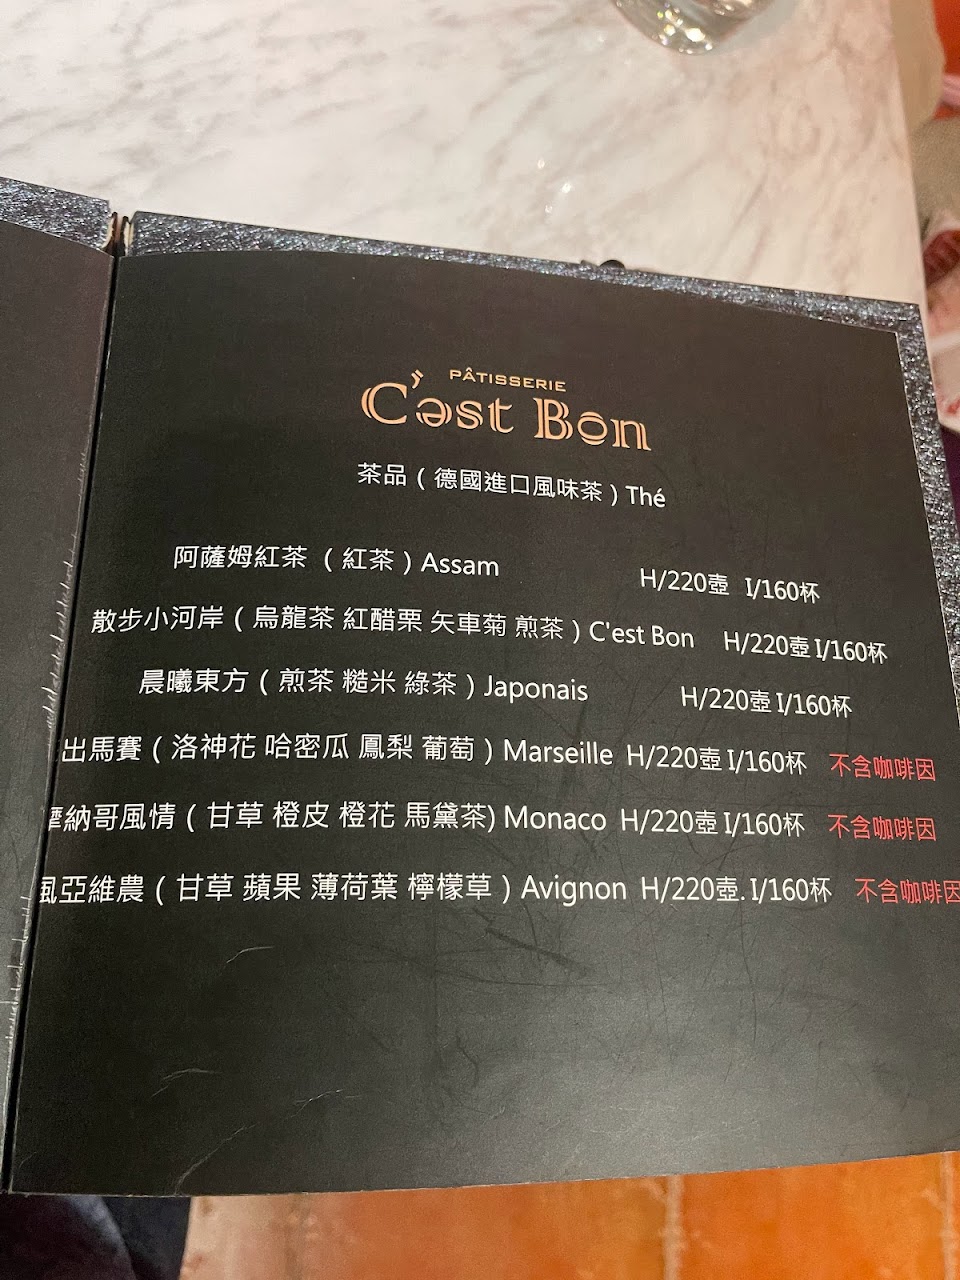 PÂTISSERIE
C'est Bon
茶品（德國進口風味茶）Thé
阿薩姆紅茶 （紅茶）Assam H/220壺 I/160杯
散步小河岸（烏龍茶 紅醋栗 矢車菊 煎茶）C'est Bon H/220壺 I/160杯
晨曦東方（煎茶 糙米 綠茶）Japonais H/220壺 I/160杯
出馬賽（洛神花 哈密瓜 鳳梨 葡萄）Marseille H/220壺 I/160杯 不含咖啡因
摩納哥風情（甘草 橙皮 橙花 馬黛茶) Monaco H/220壺 I/160杯 不含咖啡因
亞維農（甘草 蘋果 薄荷葉 檸檬草）Avignon H/220壺. I/160杯 不含咖啡因